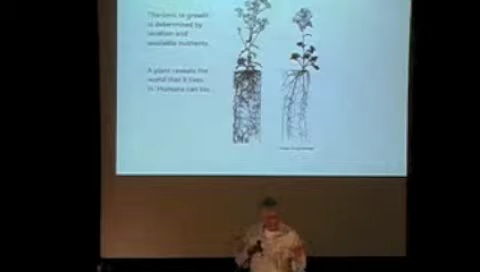 The limit to growth
is determined by
location and
available nutrients.
A plant reveals the
world that it lives
in. Humans can too.